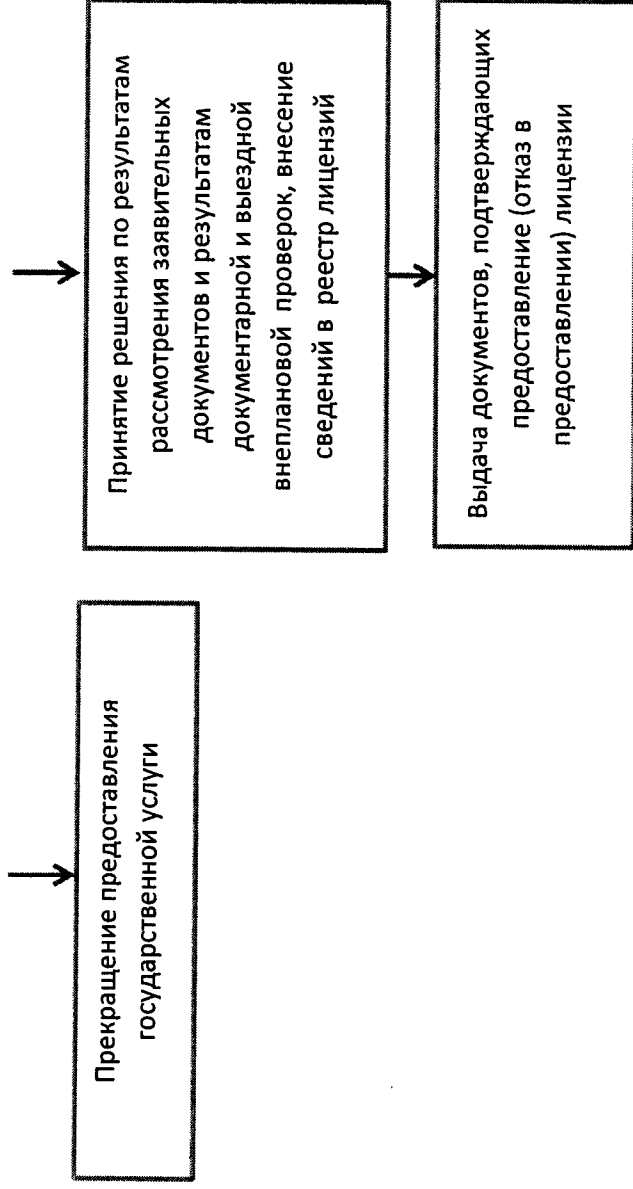 Прекращение предоставления
государственной услуги
Принятие решения по результатам
рассмотрения заявительных
документов и результатам
документарной и выездной
внеплановой проверок, внесение
сведений в реестр лицензий
Выдача документов, подтверждающих
предоставление (отказ в
предоставлении) лицензии